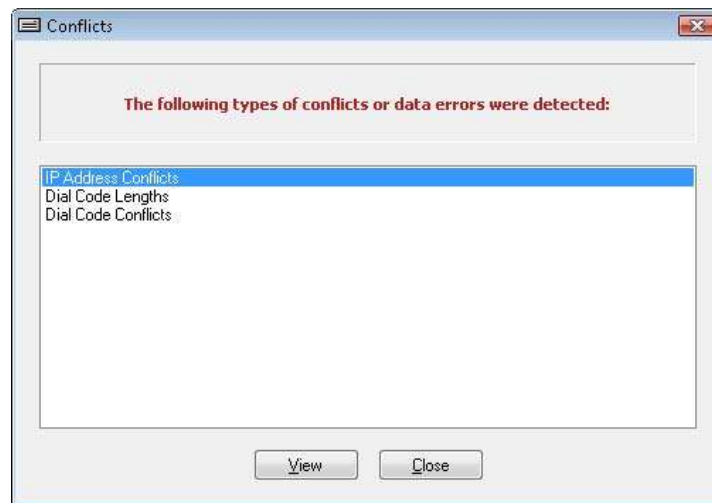 Conflicts
The following types of conflicts or data errors were detected:
IP Address Conflicts
Dial Code Lengths
Dial Code Conflicts
View
Close